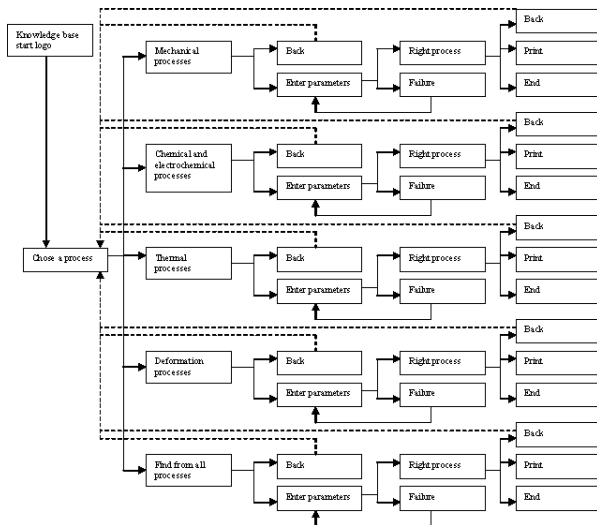 Knowledge base
start logo
Chose a process
Mechanical
processes
Back
Enter parameters
Right process
Failure
Back
Print
End
Chemical and
electrochemical
processes
Back
Enter parameters
Right process
Failure
Back
Print
End
Thermal
processes
Back
Enter parameters
Right process
Failure
Back
Print
End
Deformation
processes
Back
Enter parameters
Right process
Failure
Back
Print
End
Find from all
processes
Back
Enter parameters
Right process
Failure
Back
Print
End